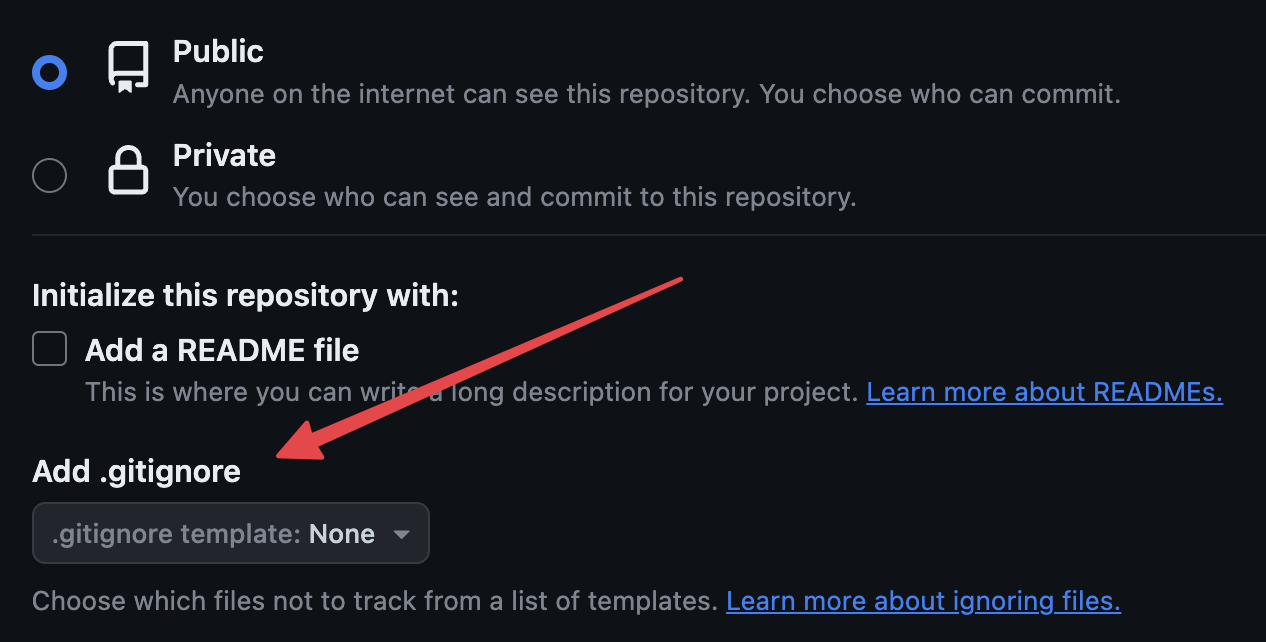 Public
Anyone on the internet can see this repository. You choose who can commit.
Private
You choose who can see and commit to this repository.
Initialize this repository with:
Add a README file
This is where you can write a long description for your project. Learn more about READMEs.
Add .gitignore
.gitignore template: None
Choose which files not to track from a list of templates. Learn more about ignoring files.